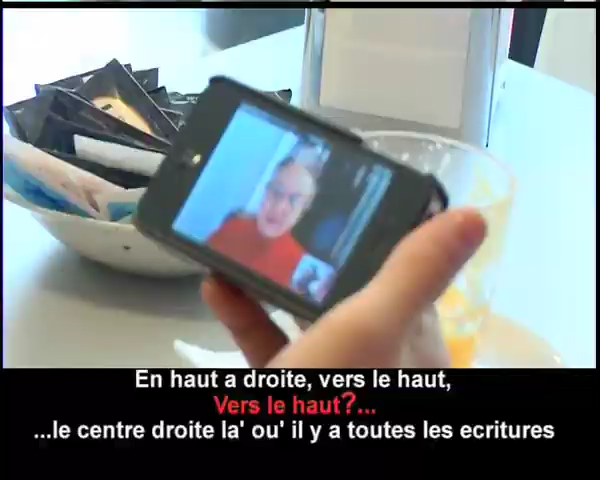 En haut a droite, vers le haut,
Vers le haut?...
...le centre droite la' ou' il y a toutes les ecritures